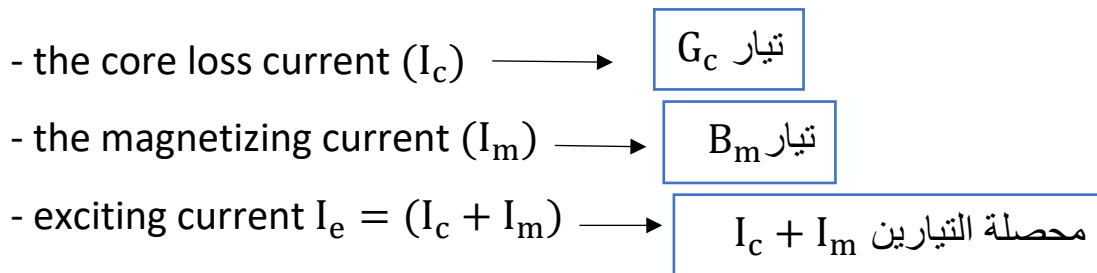 - the core loss current (I_c) ⟶ تيار G_c
- the magnetizing current (I_m) ⟶ تيار B_m
- exciting current I_e = (I_c + I_m) ⟶ محصلة التيارين I_c + I_m